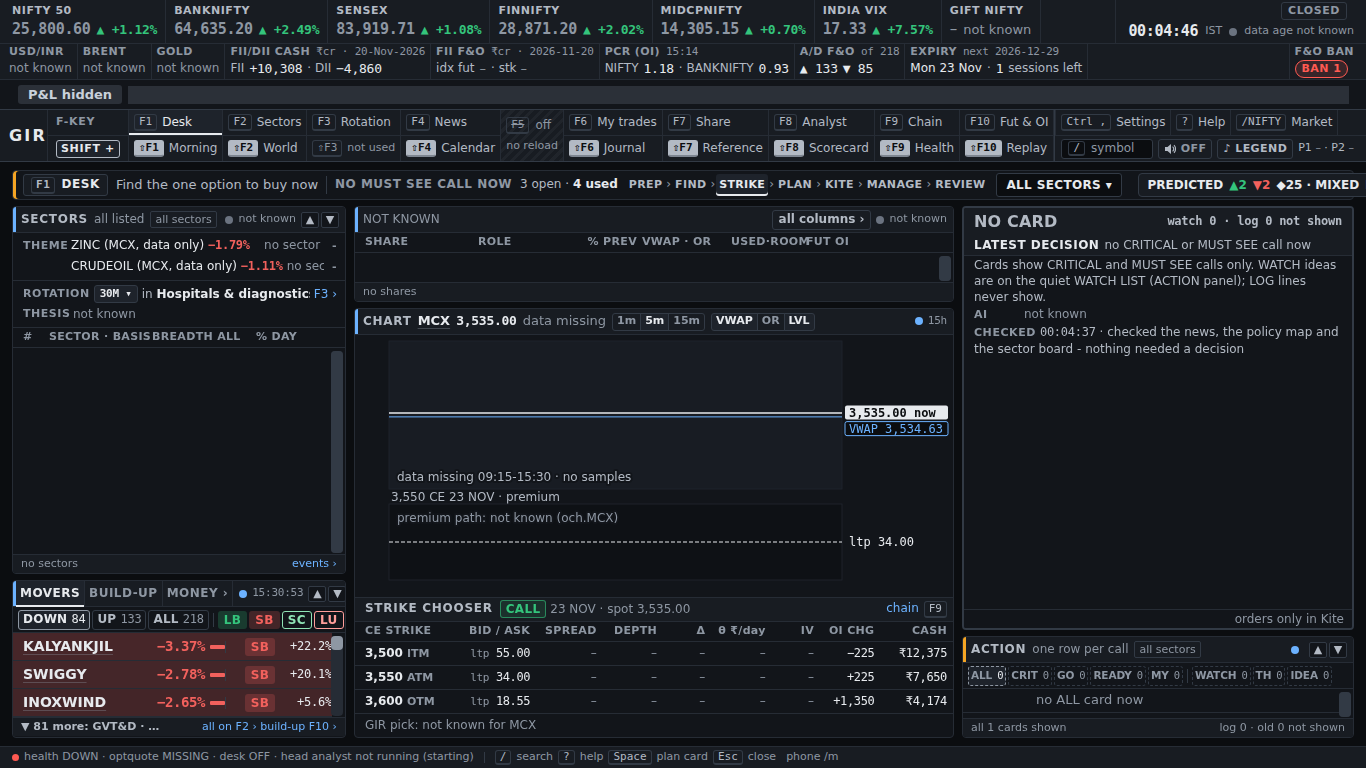 NIFTY 50 BANKNIFTY SENSEX FINNIFTY MIDCPNIFTY INDIA VIX GIFT NIFTY CLOSED
25,800.60 ▲ +1.12% 64,635.20 ▲ +2.49% 83,919.71 ▲ +1.08% 28,871.20 ▲ +2.02% 14,305.15 ▲ +0.70% 17.33 ▲ +7.57% – not known 00:04:46 IST data age not known
USD/INR BRENT GOLD FII/DII CASH ₹cr · 20-Nov-2026 FII F&O ₹cr · 2026-11-20 PCR (OI) 15:14 A/D F&O of 218 EXPIRY next 2026-12-29 F&O BAN
not known not known not known FII +10,308 · DII −4,860 idx fut – · stk – NIFTY 1.18 · BANKNIFTY 0.93 ▲ 133 ▼ 85 Mon 23 Nov · 1 sessions left BAN 1
P&L hidden
GIR F-KEY F1 Desk F2 Sectors F3 Rotation F4 News F5 off F6 My trades F7 Share F8 Analyst F9 Chain F10 Fut & OI Ctrl , Settings ? Help /NIFTY Market
SHIFT + ⇧F1 Morning ⇧F2 World ⇧F3 not used ⇧F4 Calendar no reload ⇧F6 Journal ⇧F7 Reference ⇧F8 Scorecard ⇧F9 Health ⇧F10 Replay / symbol OFF ♪ LEGEND P1 – · P2 –
F1 DESK Find the one option to buy now NO MUST SEE CALL NOW 3 open · 4 used PREP › FIND › STRIKE › PLAN › KITE › MANAGE › REVIEW ALL SECTORS ▾ PREDICTED ▲2 ▼2 ◆25 · MIXED
SECTORS all listed all sectors not known ▲ ▼
THEME ZINC (MCX, data only) −1.79% no sector -
CRUDEOIL (MCX, data only) −1.11% no sec -
ROTATION 30M ▾ in Hospitals & diagnostic F3 ›
THESIS not known
# SECTOR · BASIS BREADTH ALL % DAY
no sectors events ›
MOVERS BUILD-UP MONEY › 15:30:53 ▲ ▼
DOWN 84 UP 133 ALL 218 LB SB SC LU
KALYANKJIL −3.37% SB +22.2%
SWIGGY −2.78% SB +20.1%
INOXWIND −2.65% SB +5.6%
▼ 81 more: GVT&D · … all on F2 › build-up F10 ›
NOT KNOWN all columns › not known
SHARE ROLE % PREV VWAP · OR USED·ROOM FUT OI
no shares
CHART MCX 3,535.00 data missing 1m 5m 15m VWAP OR LVL 15h
3,535.00 now
VWAP 3,534.63
data missing 09:15-15:30 · no samples
3,550 CE 23 NOV · premium
premium path: not known (och.MCX)
ltp 34.00
STRIKE CHOOSER CALL 23 NOV · spot 3,535.00 chain F9
CE STRIKE BID / ASK SPREAD DEPTH Δ θ ₹/day IV OI CHG CASH
3,500 ITM ltp 55.00 – – – – – −225 ₹12,375
3,550 ATM ltp 34.00 – – – – – +225 ₹7,650
3,600 OTM ltp 18.55 – – – – – +1,350 ₹4,174
GIR pick: not known for MCX
NO CARD watch 0 · log 0 not shown
LATEST DECISION no CRITICAL or MUST SEE call now
Cards show CRITICAL and MUST SEE calls only. WATCH ideas
are on the quiet WATCH LIST (ACTION panel); LOG lines
never show.
AI not known
CHECKED 00:04:37 · checked the news, the policy map and
the sector board - nothing needed a decision
orders only in Kite
ACTION one row per call all sectors ▲ ▼
ALL 0 CRIT 0 GO 0 READY 0 MY 0 WATCH 0 TH 0 IDEA 0
no ALL card now
all 1 cards shown log 0 · old 0 not shown
health DOWN · optquote MISSING · desk OFF · head analyst not running (starting) / search ? help Space plan card Esc close phone /m